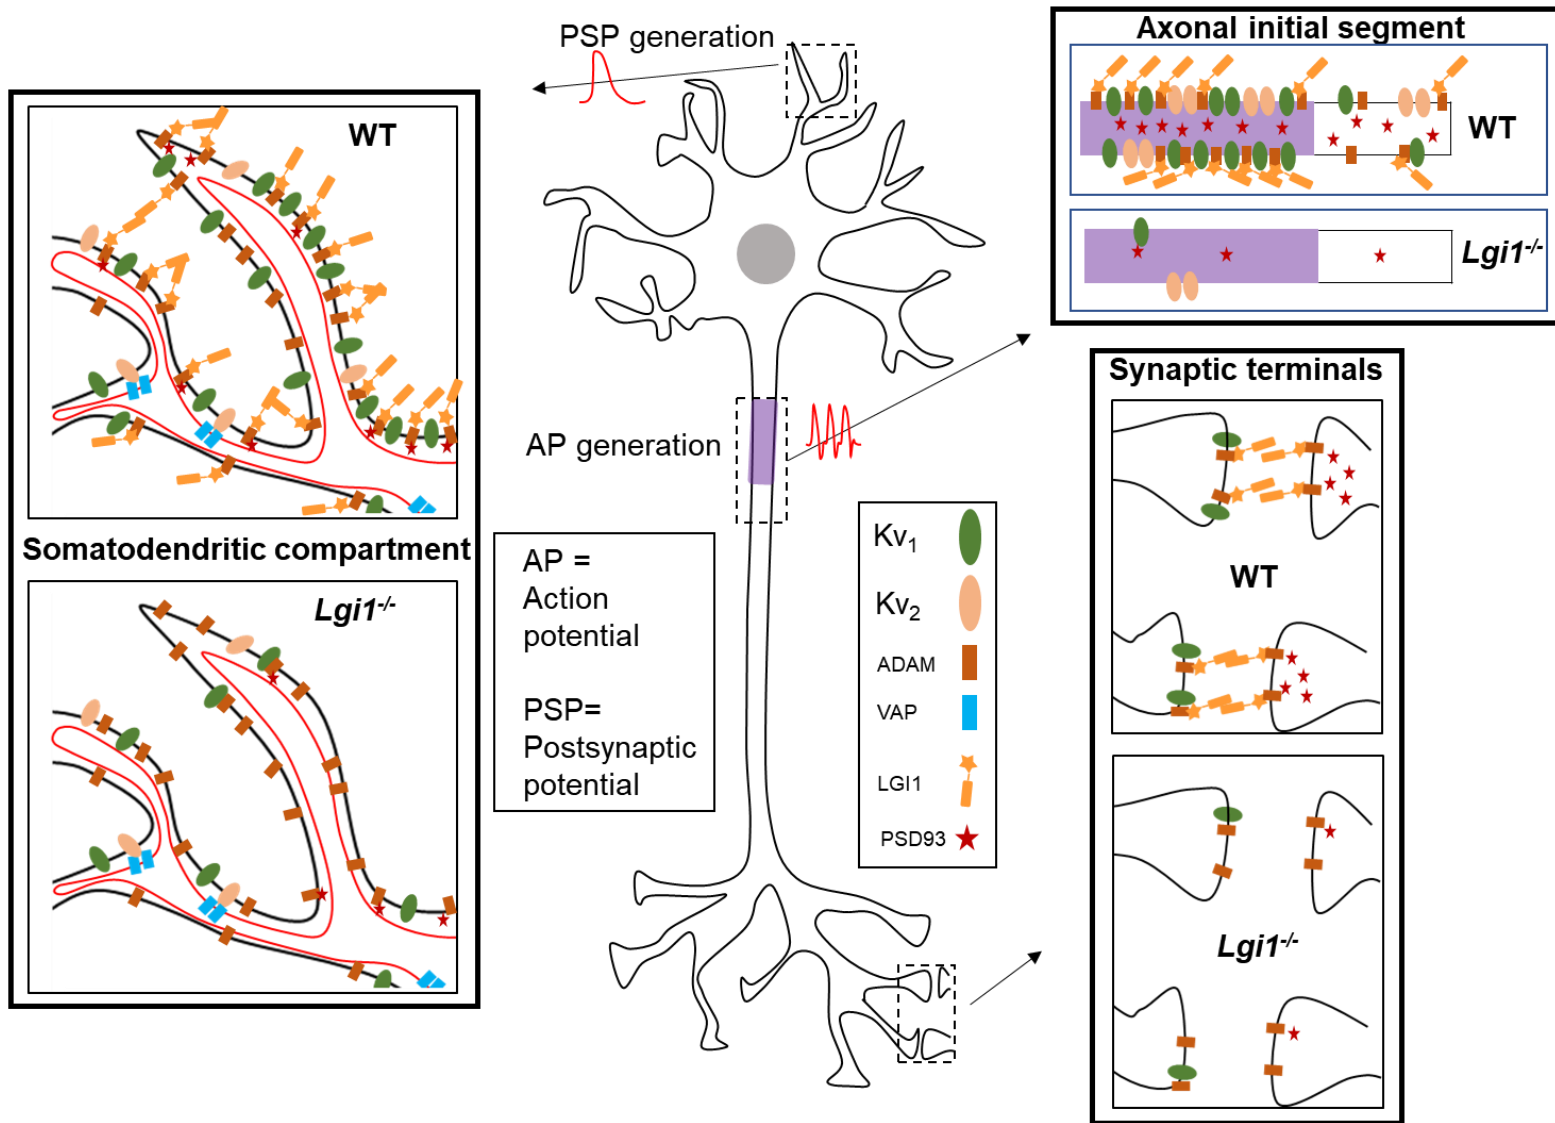 PSP generation
Axonal initial segment
WT
Lgi1-/-
WT
Somatodendritic compartment
Lgi1-/-
AP generation
AP =
Action
potential
PSP=
Postsynaptic
potential
Kv1
Kv2
ADAM
VAP
LGI1
PSD93
Synaptic terminals
WT
Lgi1-/-